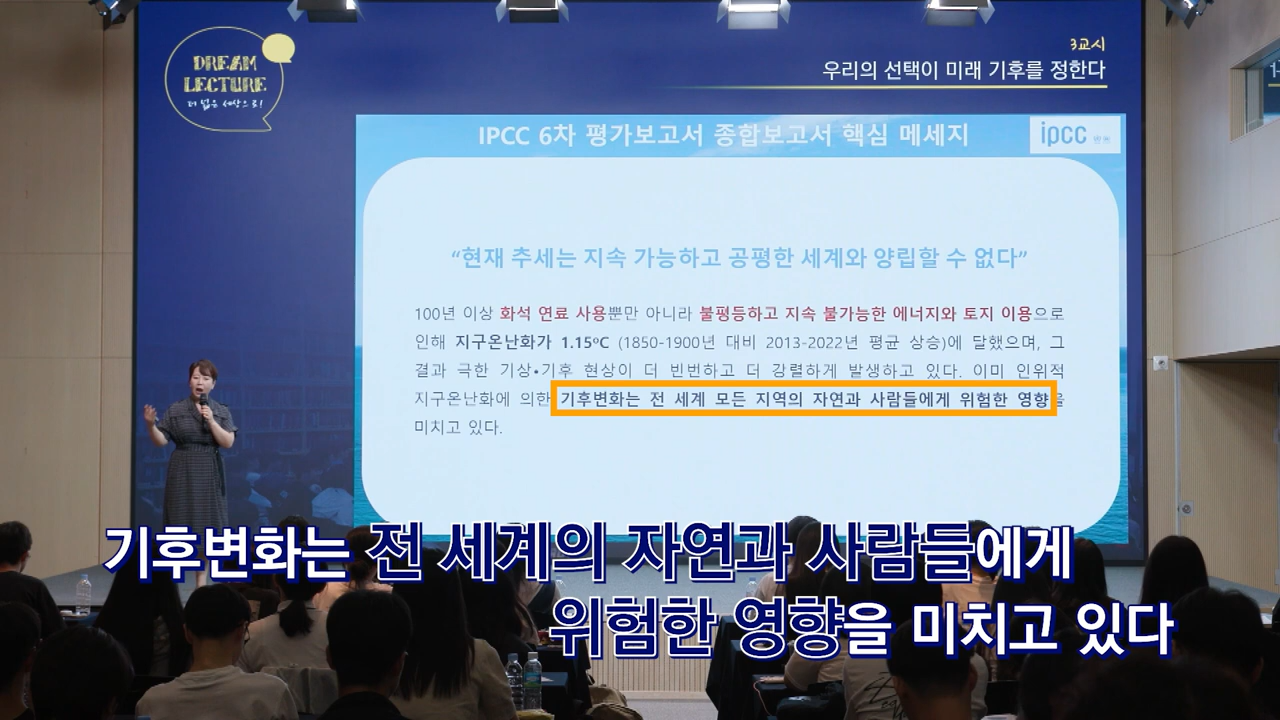 DREAM
LECTURE
더 넓은 세상으로!
3교시
우리의 선택이 미래 기후를 정한다
IPCC 6차 평가보고서 종합보고서 핵심 메세지
ipcc
“현재 추세는 지속 가능하고 공평한 세계와 양립할 수 없다”
100년 이상 화석 연료 사용뿐만 아니라 불평등하고 지속 불가능한 에너지와 토지 이용으로
인해 지구온난화가 1.15ºC (1850-1900년 대비 2013-2022년 평균 상승)에 달했으며, 그
결과 극한 기상•기후 현상이 더 빈번하고 더 강렬하게 발생하고 있다. 이미 인위적
지구온난화에 의한 기후변화는 전 세계 모든 지역의 자연과 사람들에게 위험한 영향을
미치고 있다.
기후변화는 전 세계의 자연과 사람들에게
위험한 영향을 미치고 있다